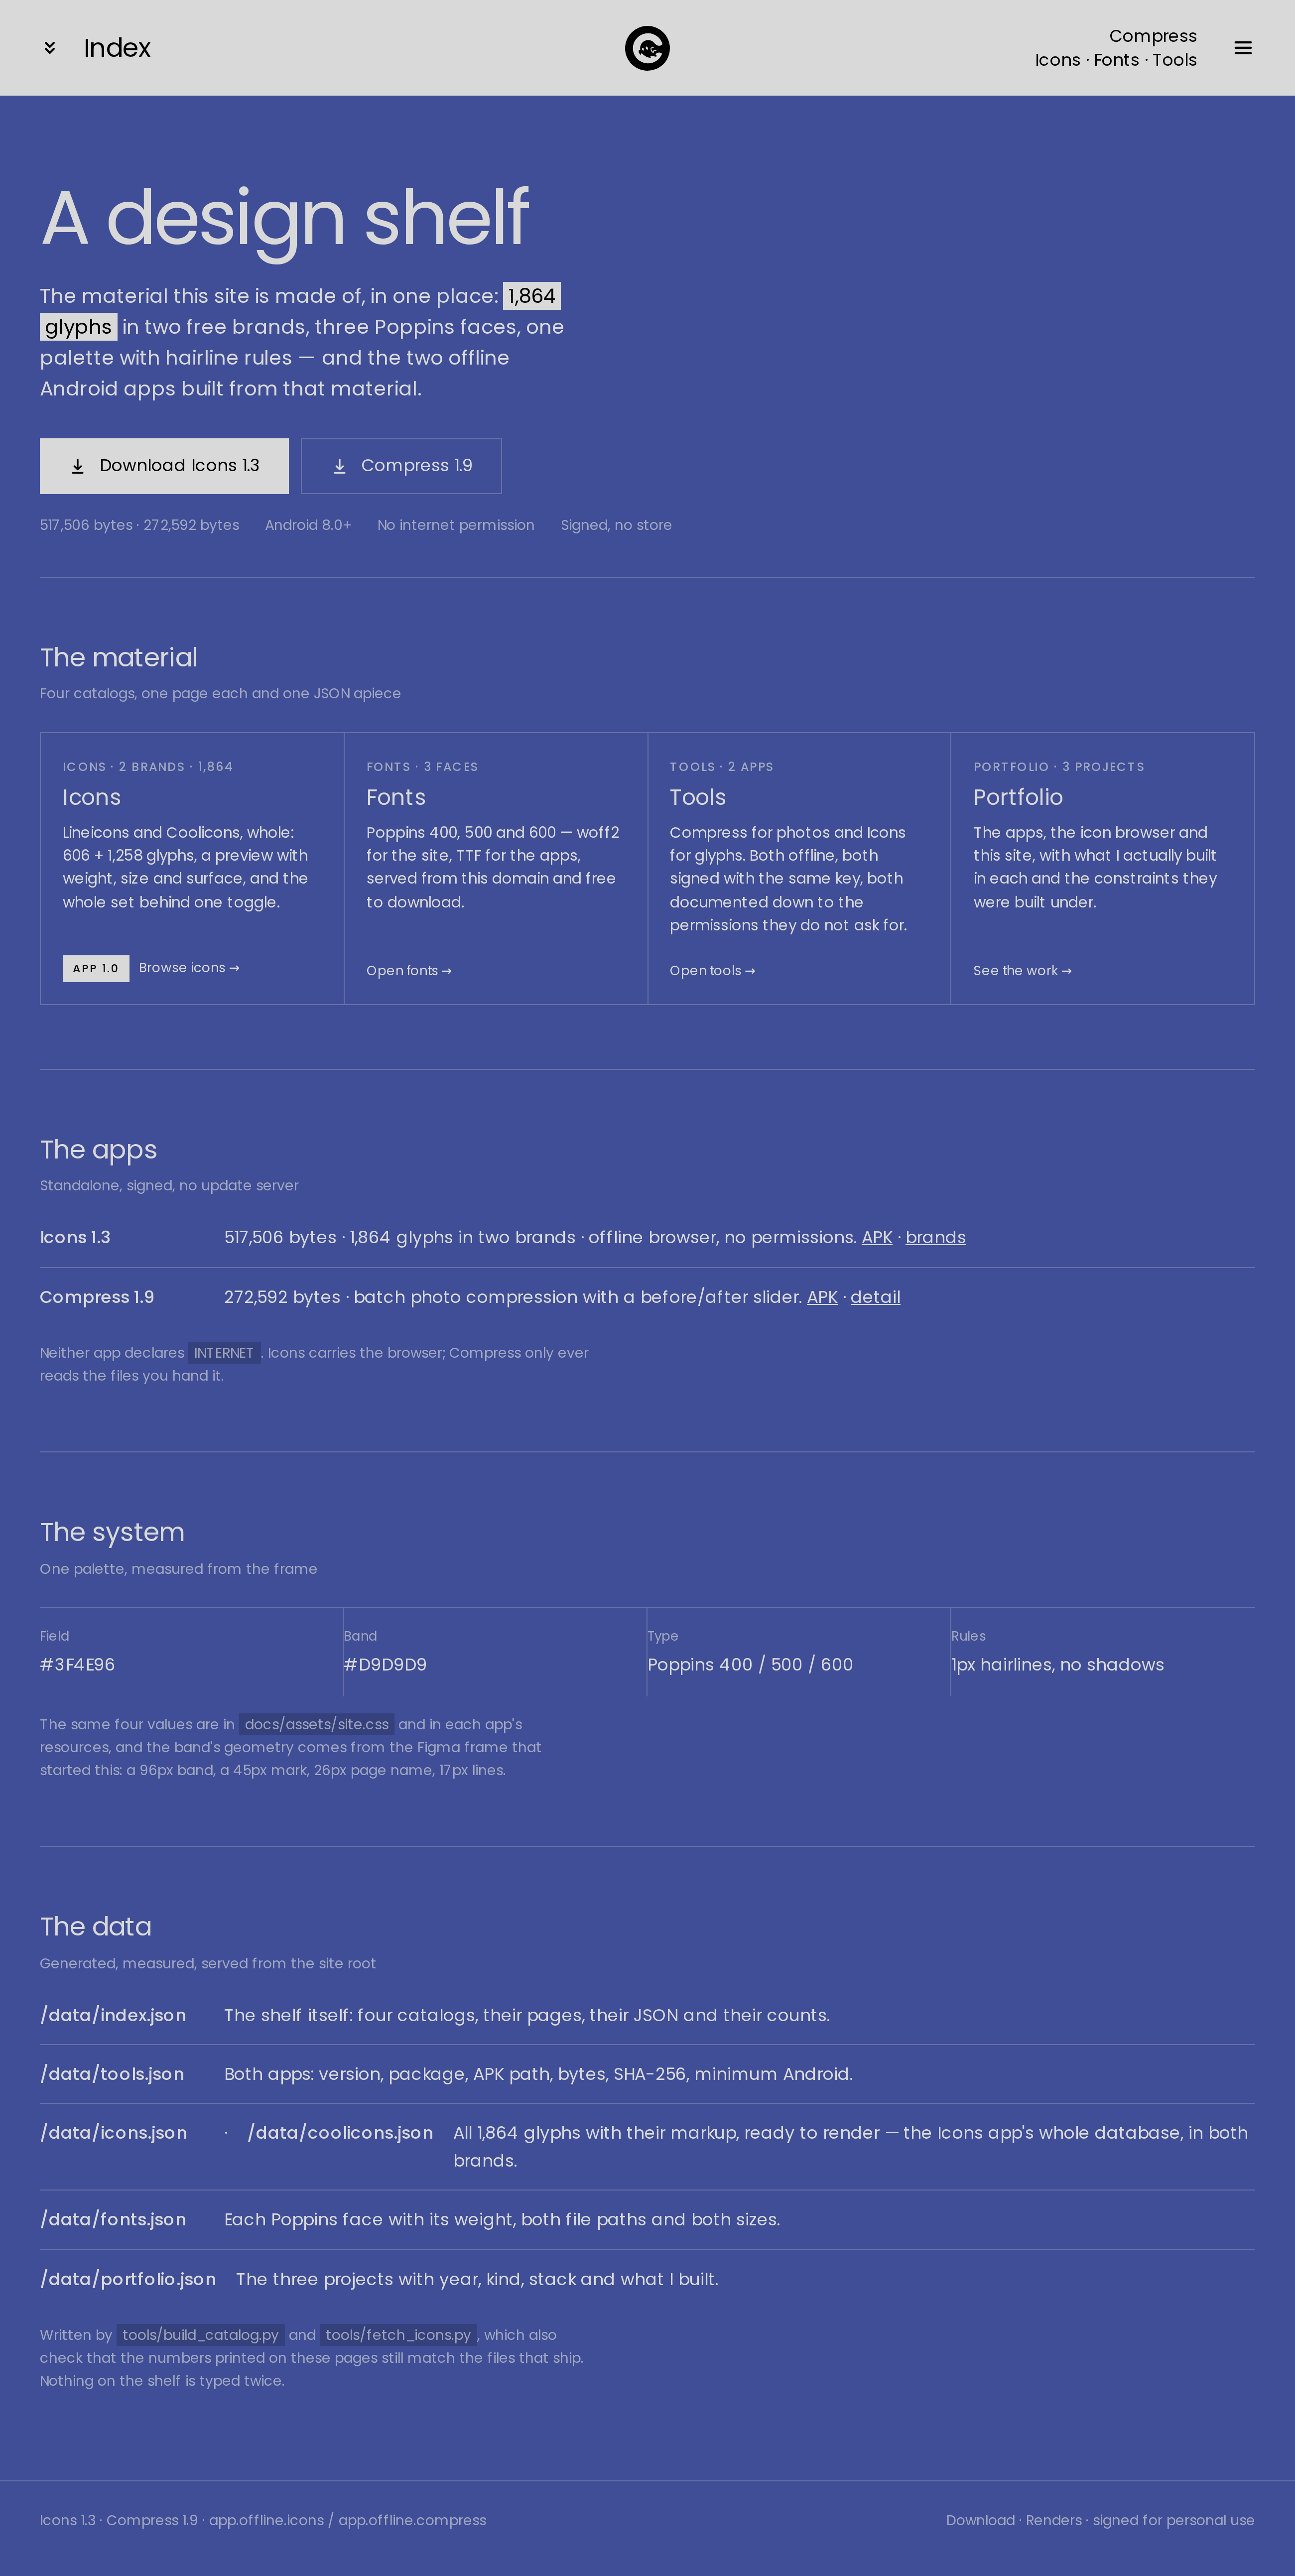 Index
Compress
Icons · Fonts · Tools
A design shelf
The material this site is made of, in one place: 1,864
glyphs in two free brands, three Poppins faces, one
palette with hairline rules — and the two offline
Android apps built from that material.
Download Icons 1.3
Compress 1.9
517,506 bytes · 272,592 bytes
Android 8.0+
No internet permission
Signed, no store
The material
Four catalogs, one page each and one JSON apiece
ICONS · 2 BRANDS · 1,864
Icons
Lineicons and Coolicons, whole:
606 + 1,258 glyphs, a preview with
weight, size and surface, and the
whole set behind one toggle.
APP 1.0
Browse icons →
FONTS · 3 FACES
Fonts
Poppins 400, 500 and 600 — woff2
for the site, TTF for the apps,
served from this domain and free
to download.
Open fonts →
TOOLS · 2 APPS
Tools
Compress for photos and Icons
for glyphs. Both offline, both
signed with the same key, both
documented down to the
permissions they do not ask for.
Open tools →
PORTFOLIO · 3 PROJECTS
Portfolio
The apps, the icon browser and
this site, with what I actually built
in each and the constraints they
were built under.
See the work →
The apps
Standalone, signed, no update server
Icons 1.3
517,506 bytes · 1,864 glyphs in two brands · offline browser, no permissions. APK · brands
Compress 1.9
272,592 bytes · batch photo compression with a before/after slider. APK · detail
Neither app declares INTERNET . Icons carries the browser; Compress only ever
reads the files you hand it.
The system
One palette, measured from the frame
Field
#3F4E96
Band
#D9D9D9
Type
Poppins 400 / 500 / 600
Rules
1px hairlines, no shadows
The same four values are in docs/assets/site.css and in each app's
resources, and the band's geometry comes from the Figma frame that
started this: a 96px band, a 45px mark, 26px page name, 17px lines.
The data
Generated, measured, served from the site root
/data/index.json
The shelf itself: four catalogs, their pages, their JSON and their counts.
/data/tools.json
Both apps: version, package, APK path, bytes, SHA-256, minimum Android.
/data/icons.json · /data/coolicons.json
All 1,864 glyphs with their markup, ready to render — the Icons app's whole database, in both
brands.
/data/fonts.json
Each Poppins face with its weight, both file paths and both sizes.
/data/portfolio.json
The three projects with year, kind, stack and what I built.
Written by tools/build_catalog.py and tools/fetch_icons.py , which also
check that the numbers printed on these pages still match the files that ship.
Nothing on the shelf is typed twice.
Icons 1.3 · Compress 1.9 · app.offline.icons / app.offline.compress
Download · Renders · signed for personal use